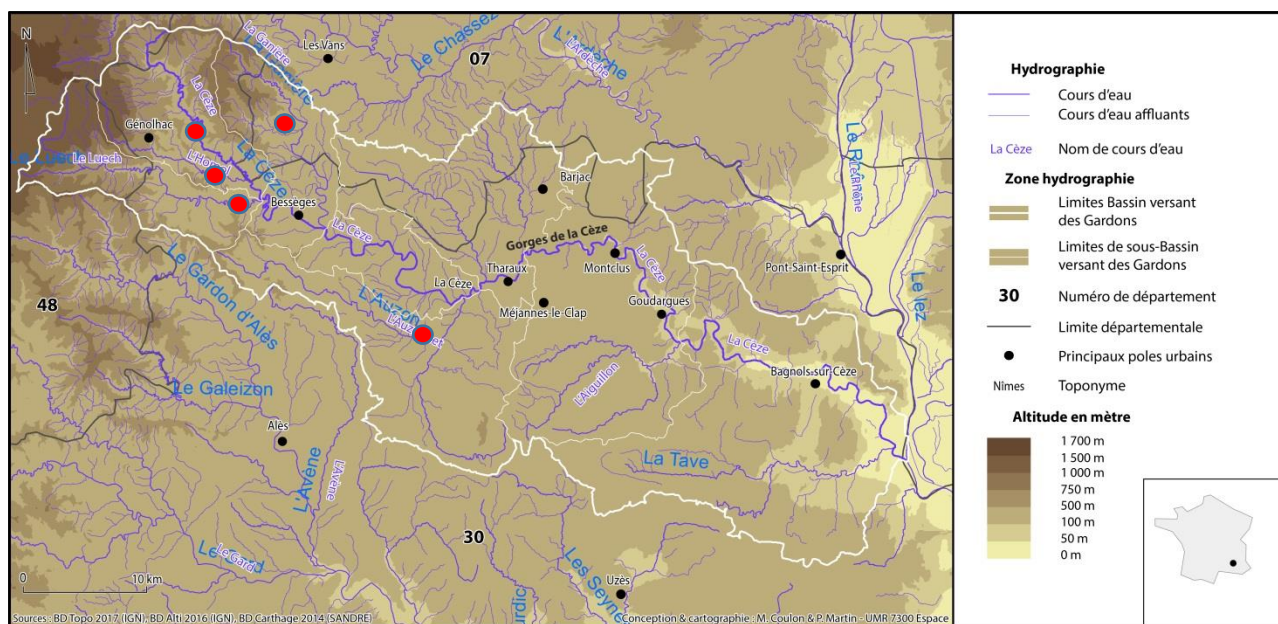 N
La Ganière
Les Vans
Le Chassez
07
L'Ardèche
L'Ardèche
La Cèze
Génolhac
Le Luech
L'Homol
La Cèze
Bessèges
Barjac
Le Rhône
La Cèze
Gorges de la Cèze
Montclus
La Cèze
Pont-Saint-Esprit
Tharaux
La Cèze
Méjannes-le-Clap
Goudargues
Le lez
48
Le Gardon d'Alès
L'Auzon
La Cèze
Bagnols-sur-Cèze
Le Galeizon
L'Aiguillon
Alès
L'Avène
L'Avène
La Tave
30
Le Gard
Les Seyne
Uzès
urdic
0 10 km
Sources : BD Topo 2017 (IGN), BD Alti 2016 (IGN), BD Carthage 2014 (SANDRE)
Conception & cartographie : M. Coulon & P. Martin - UMR 7300 Espace
Hydrographie
Cours d'eau
Cours d'eau affluants
La Cèze Nom de cours d'eau
Zone hydrographie
Limites Bassin versant
des Gardons
Limites de sous-Bassin
versant des Gardons
30 Numéro de département
Limite départementale
Principaux poles urbains
Nîmes Toponyme
Altitude en mètre
1 700 m
1 500 m
1 000 m
750 m
500 m
100 m
50 m
0 m